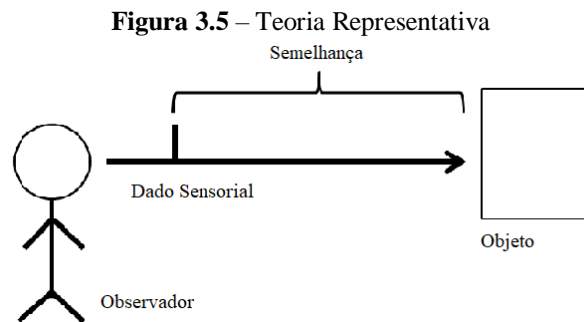 Figura 3.5 – Teoria Representativa
Semelhança
Dado Sensorial
Objeto
Observador